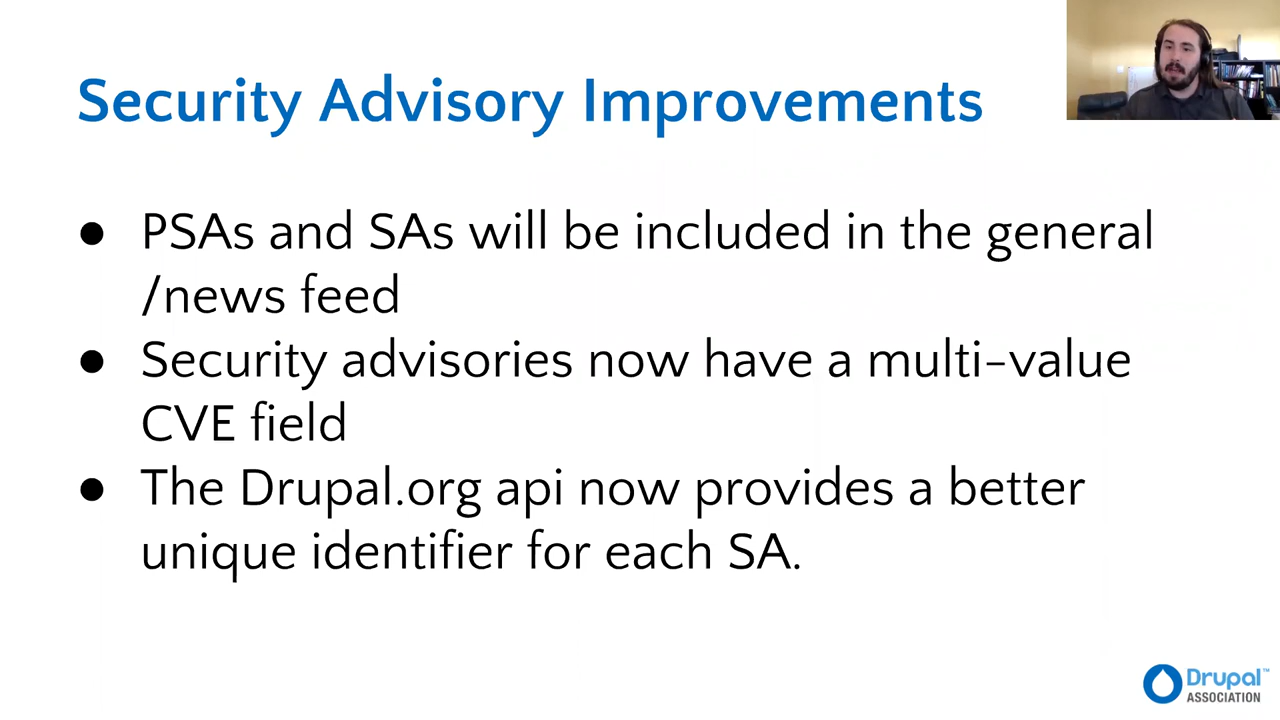 Security Advisory Improvements
● PSAs and SAs will be included in the general
/news feed
● Security advisories now have a multi-value
CVE field
● The Drupal.org api now provides a better
unique identifier for each SA.
Drupal™
ASSOCIATION